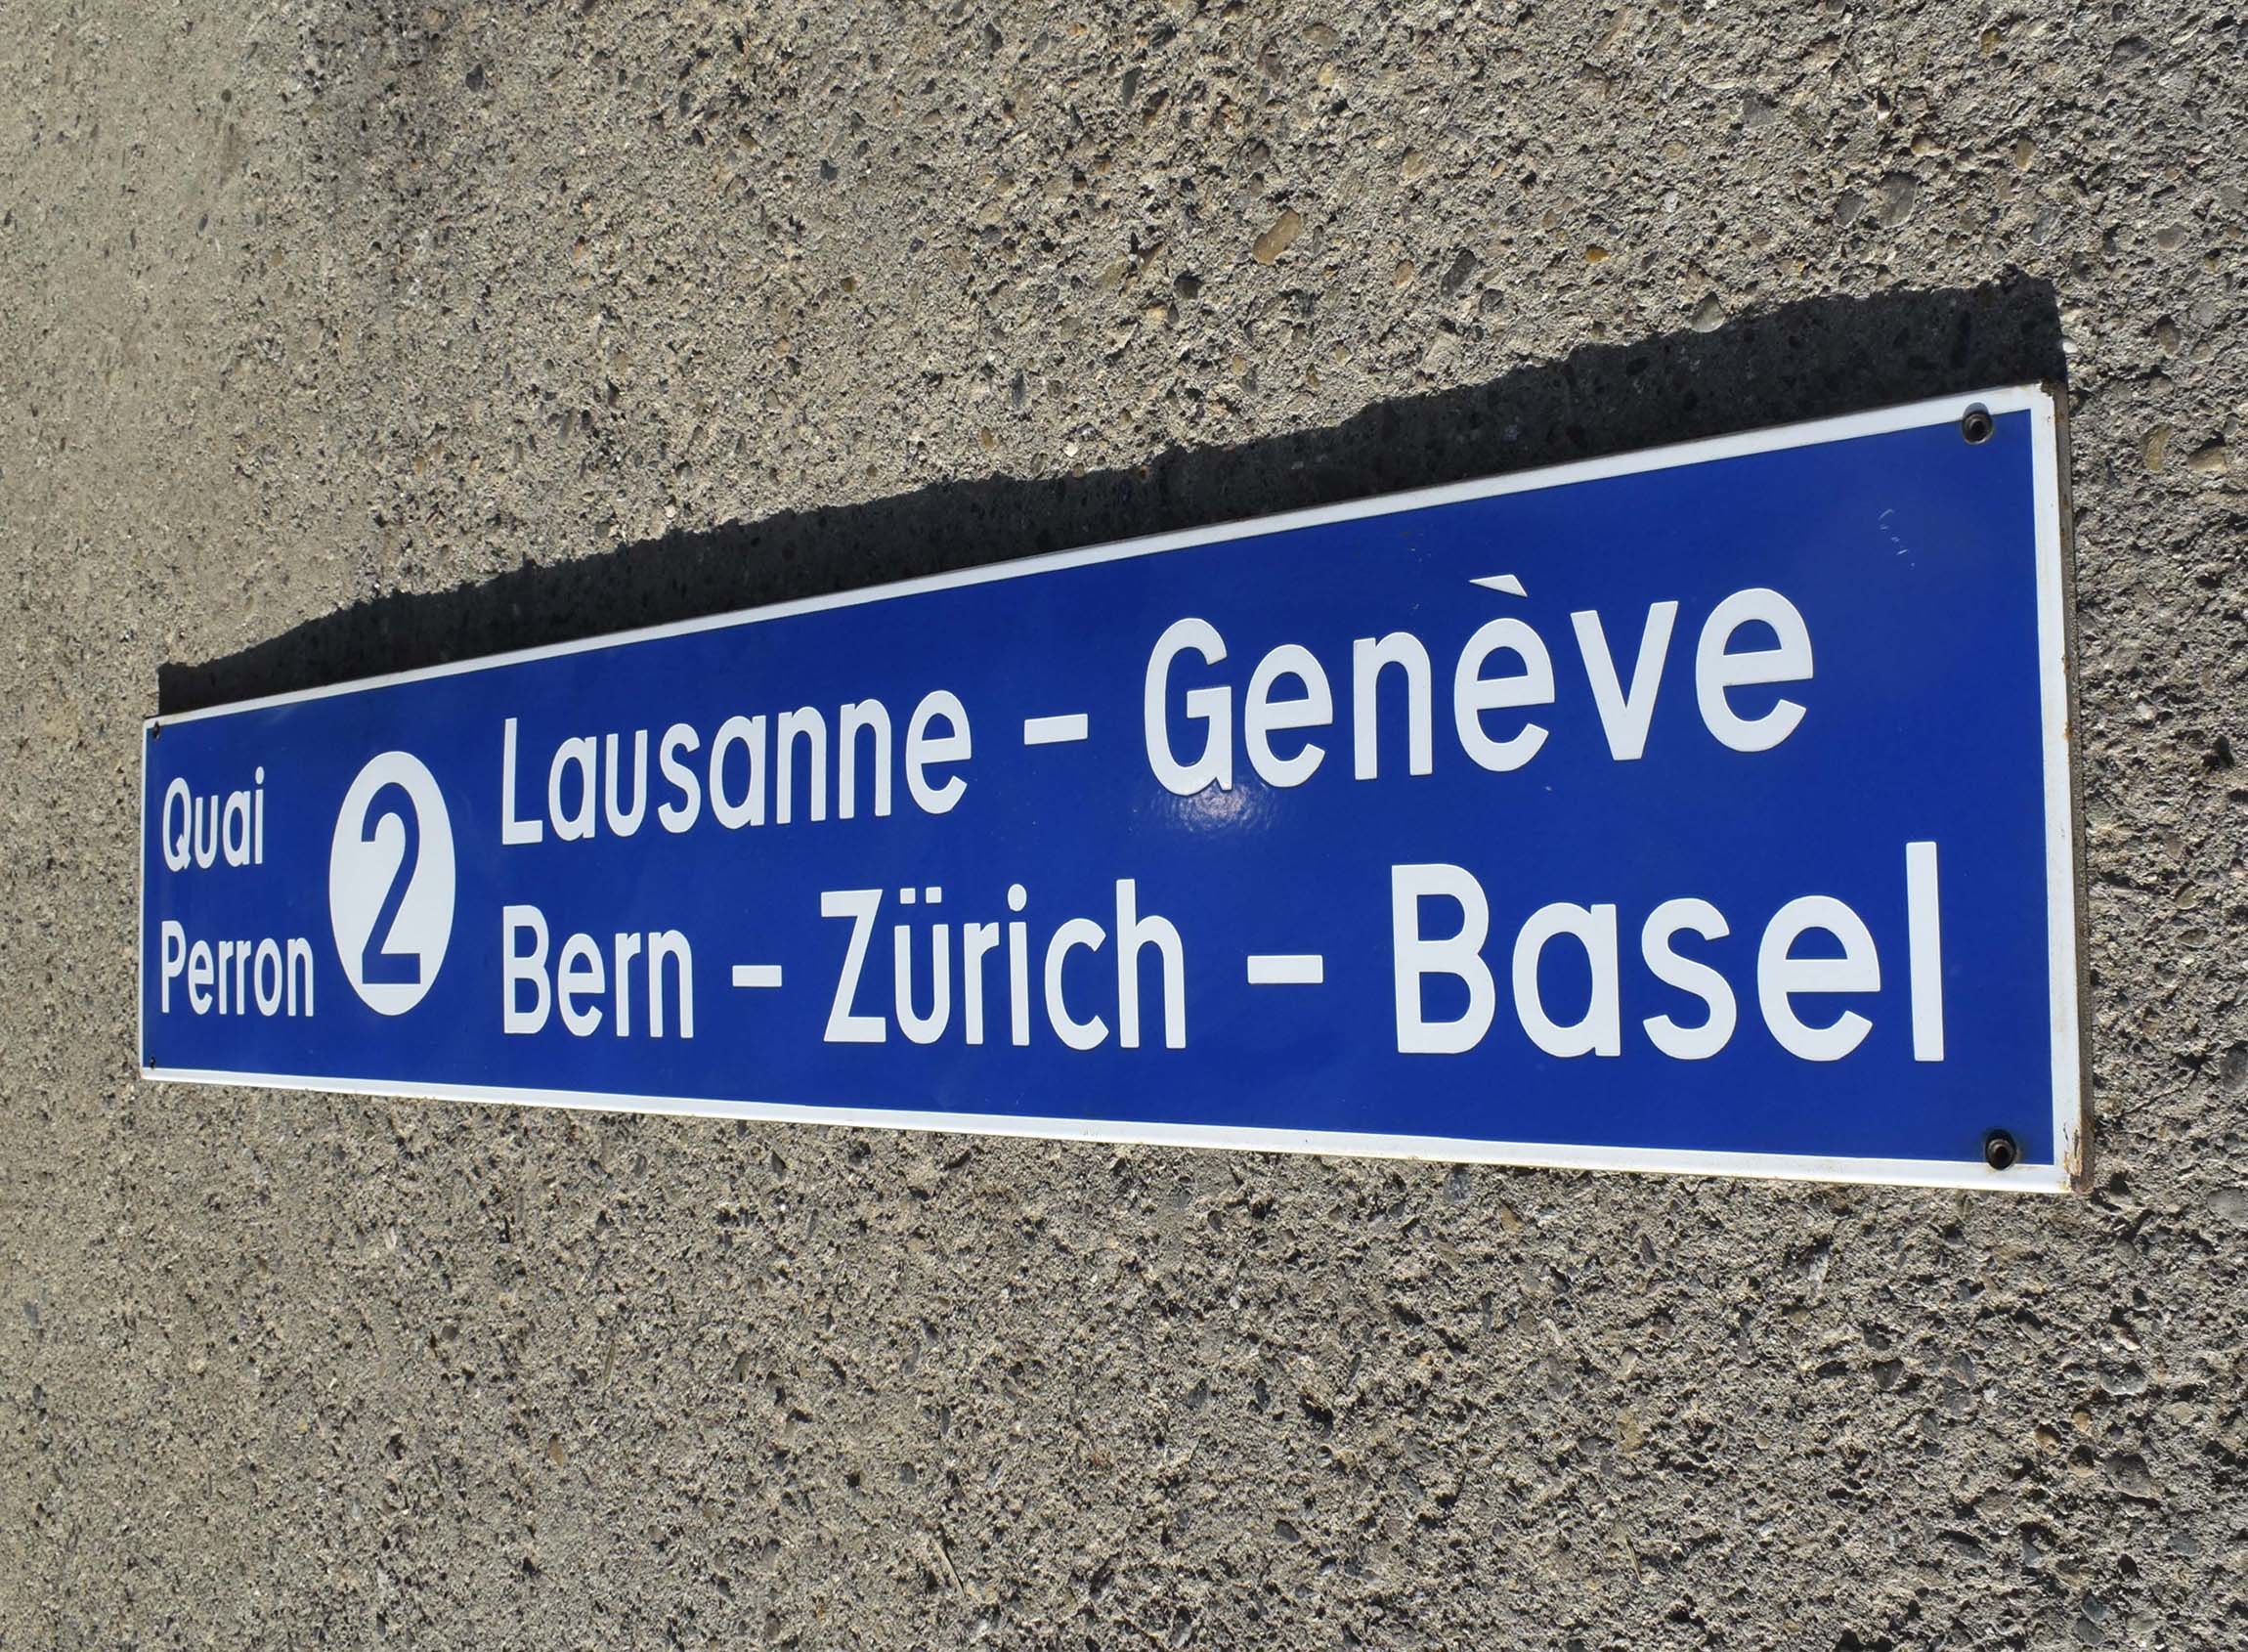 Quai
Perron
2
Lausanne – Genève
Bern – Zürich – Basel